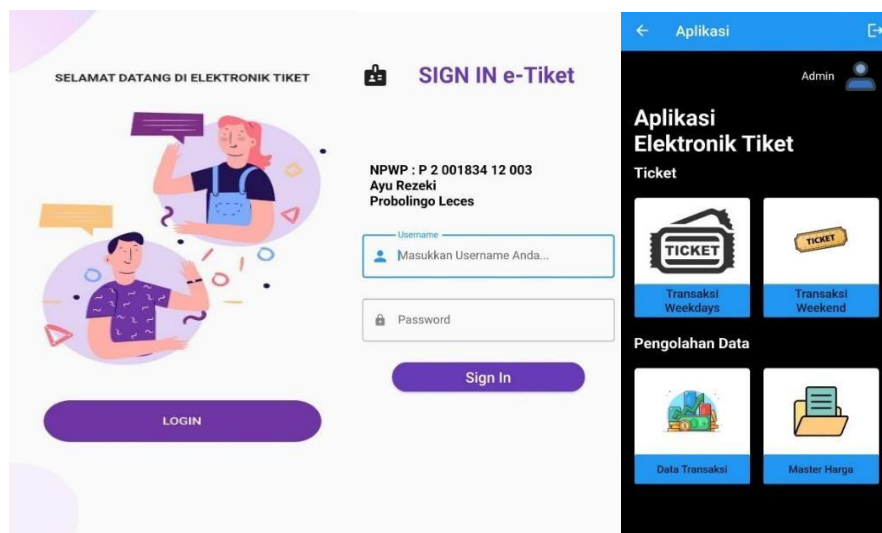 SELAMAT DATANG DI ELEKTRONIK TIKET
LOGIN
SIGN IN e-Tiket
NPWP : P 2 001834 12 003
Ayu Rezeki
Probolingo Leces
Username
Masukkan Username Anda...
Password
Sign In
Aplikasi
Admin
Aplikasi
Elektronik Tiket
Ticket
TICKET
TICKET
Transaksi
Weekdays
Transaksi
Weekend
Pengolahan Data
Data Transaksi
Master Harga